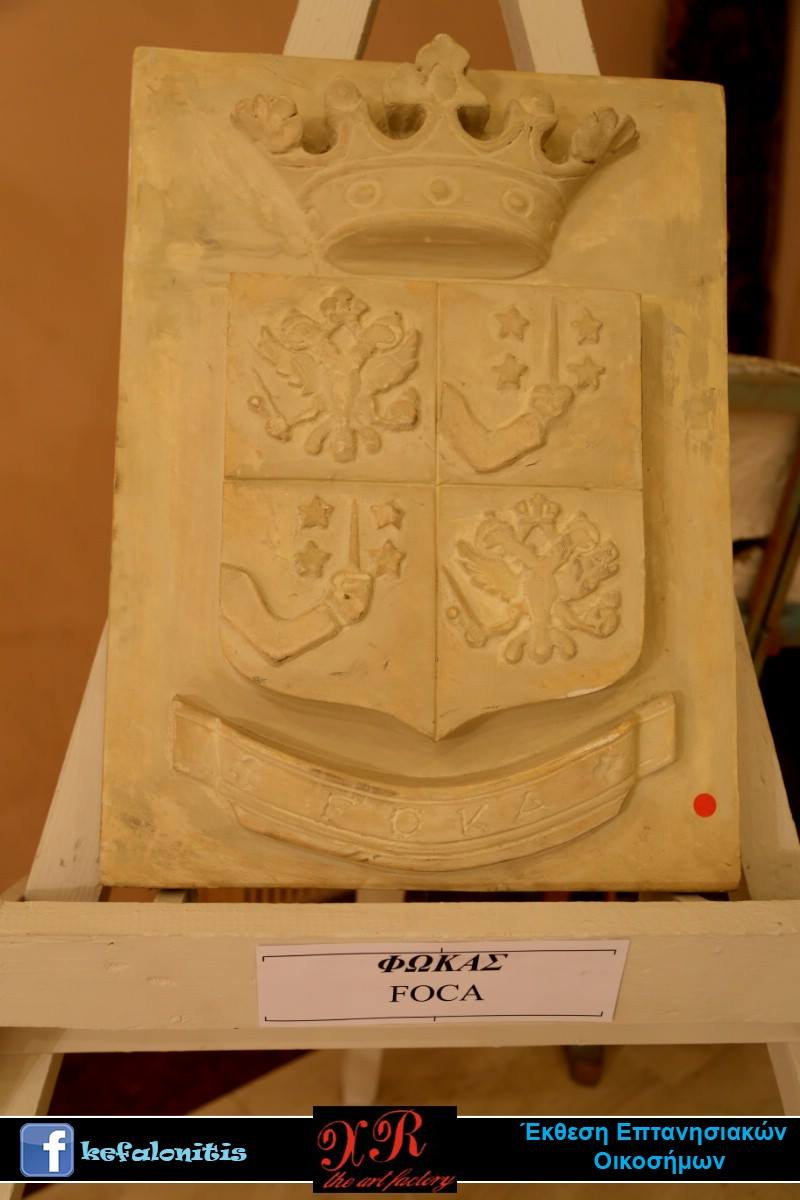 FOKA
ΦΩΚΑΣ
FOCA
f kefalonitis
XR
the art factory
Έκθεση Επτανησιακών
Οικοσήμων